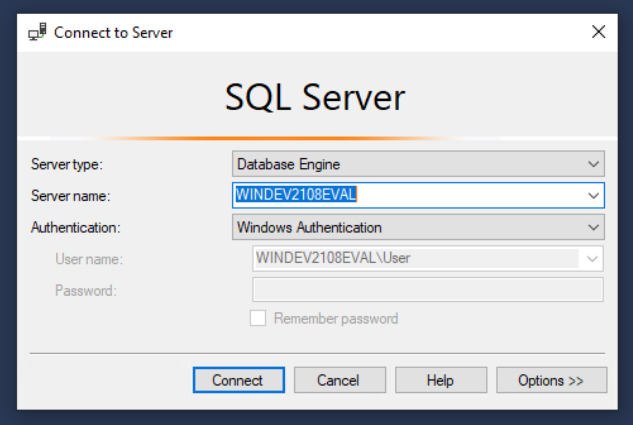 Connect to Server
SQL Server
Server type: Database Engine
Server name: WINDEV2108EVAL
Authentication: Windows Authentication
User name: WINDEV2108EVAL\User
Password:
Remember password
Connect Cancel Help Options >>